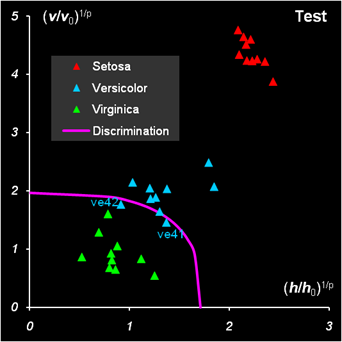 (v/v₀)^1/p
Test
5
Setosa
4
Versicolor
Virginica
3
Discrimination
2
ve42
ve41
1
(h/h₀)^1/p
0
0
1
2
3